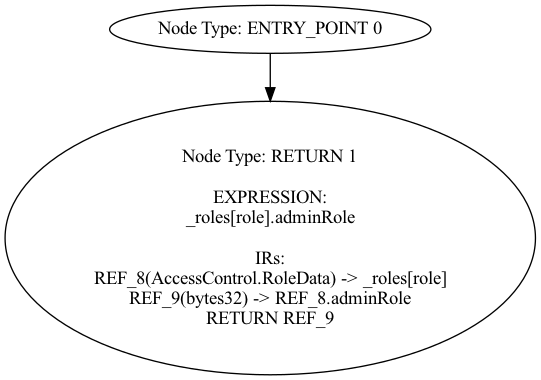 Node Type: ENTRY_POINT 0
Node Type: RETURN 1
EXPRESSION:
_roles[role].adminRole
IRs:
REF_8(AccessControl.RoleData) -> _roles[role]
REF_9(bytes32) -> REF_8.adminRole
RETURN REF_9